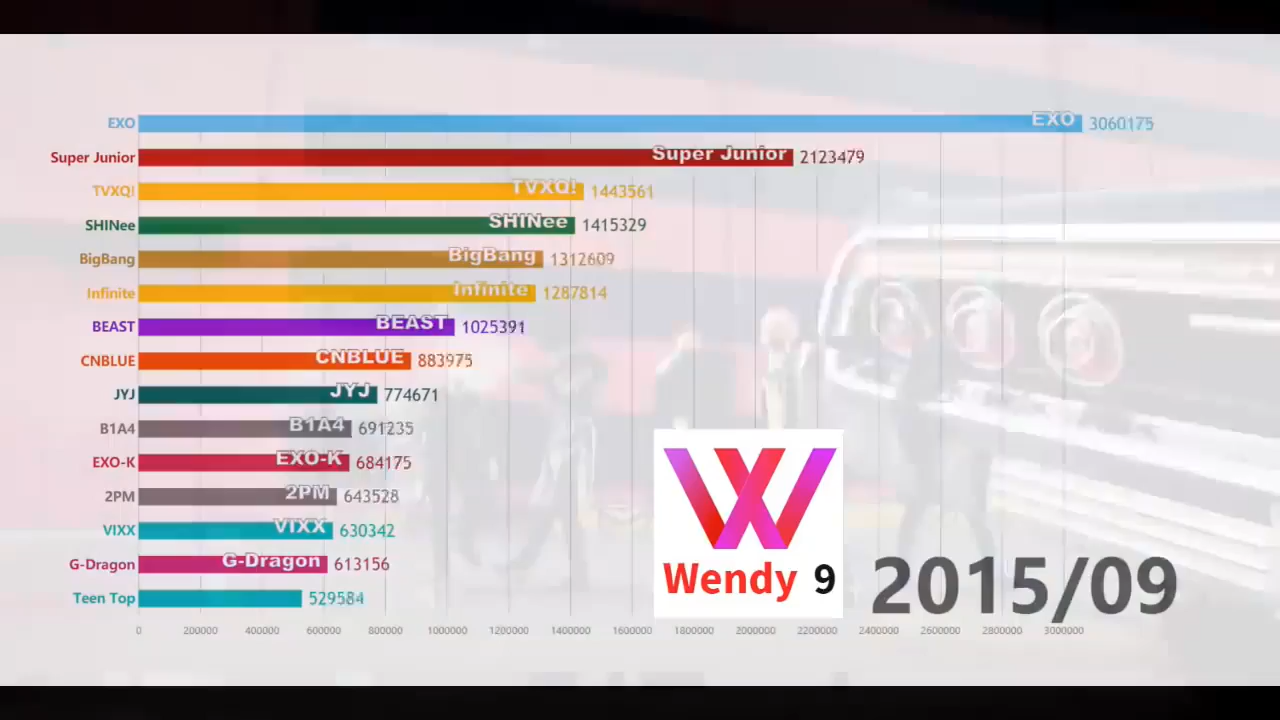 EXO EXO 3060175
Super Junior Super Junior 2123479
TVXQ! TVXQ! 1443561
SHINee SHINee 1415329
BigBang BigBang 1312609
Infinite Infinite 1287814
BEAST BEAST 1025391
CNBLUE CNBLUE 883975
JYJ JYJ 774671
B1A4 B1A4 691235
EXO-K EXO-K 684175
2PM 2PM 643528
VIXX VIXX 630342
G-Dragon G-Dragon 613156
Teen Top 529584
Wendy 9
2015/09
0 200000 400000 600000 800000 1000000 1200000 1400000 1600000 1800000 2000000 2200000 2400000 2600000 2800000 3000000